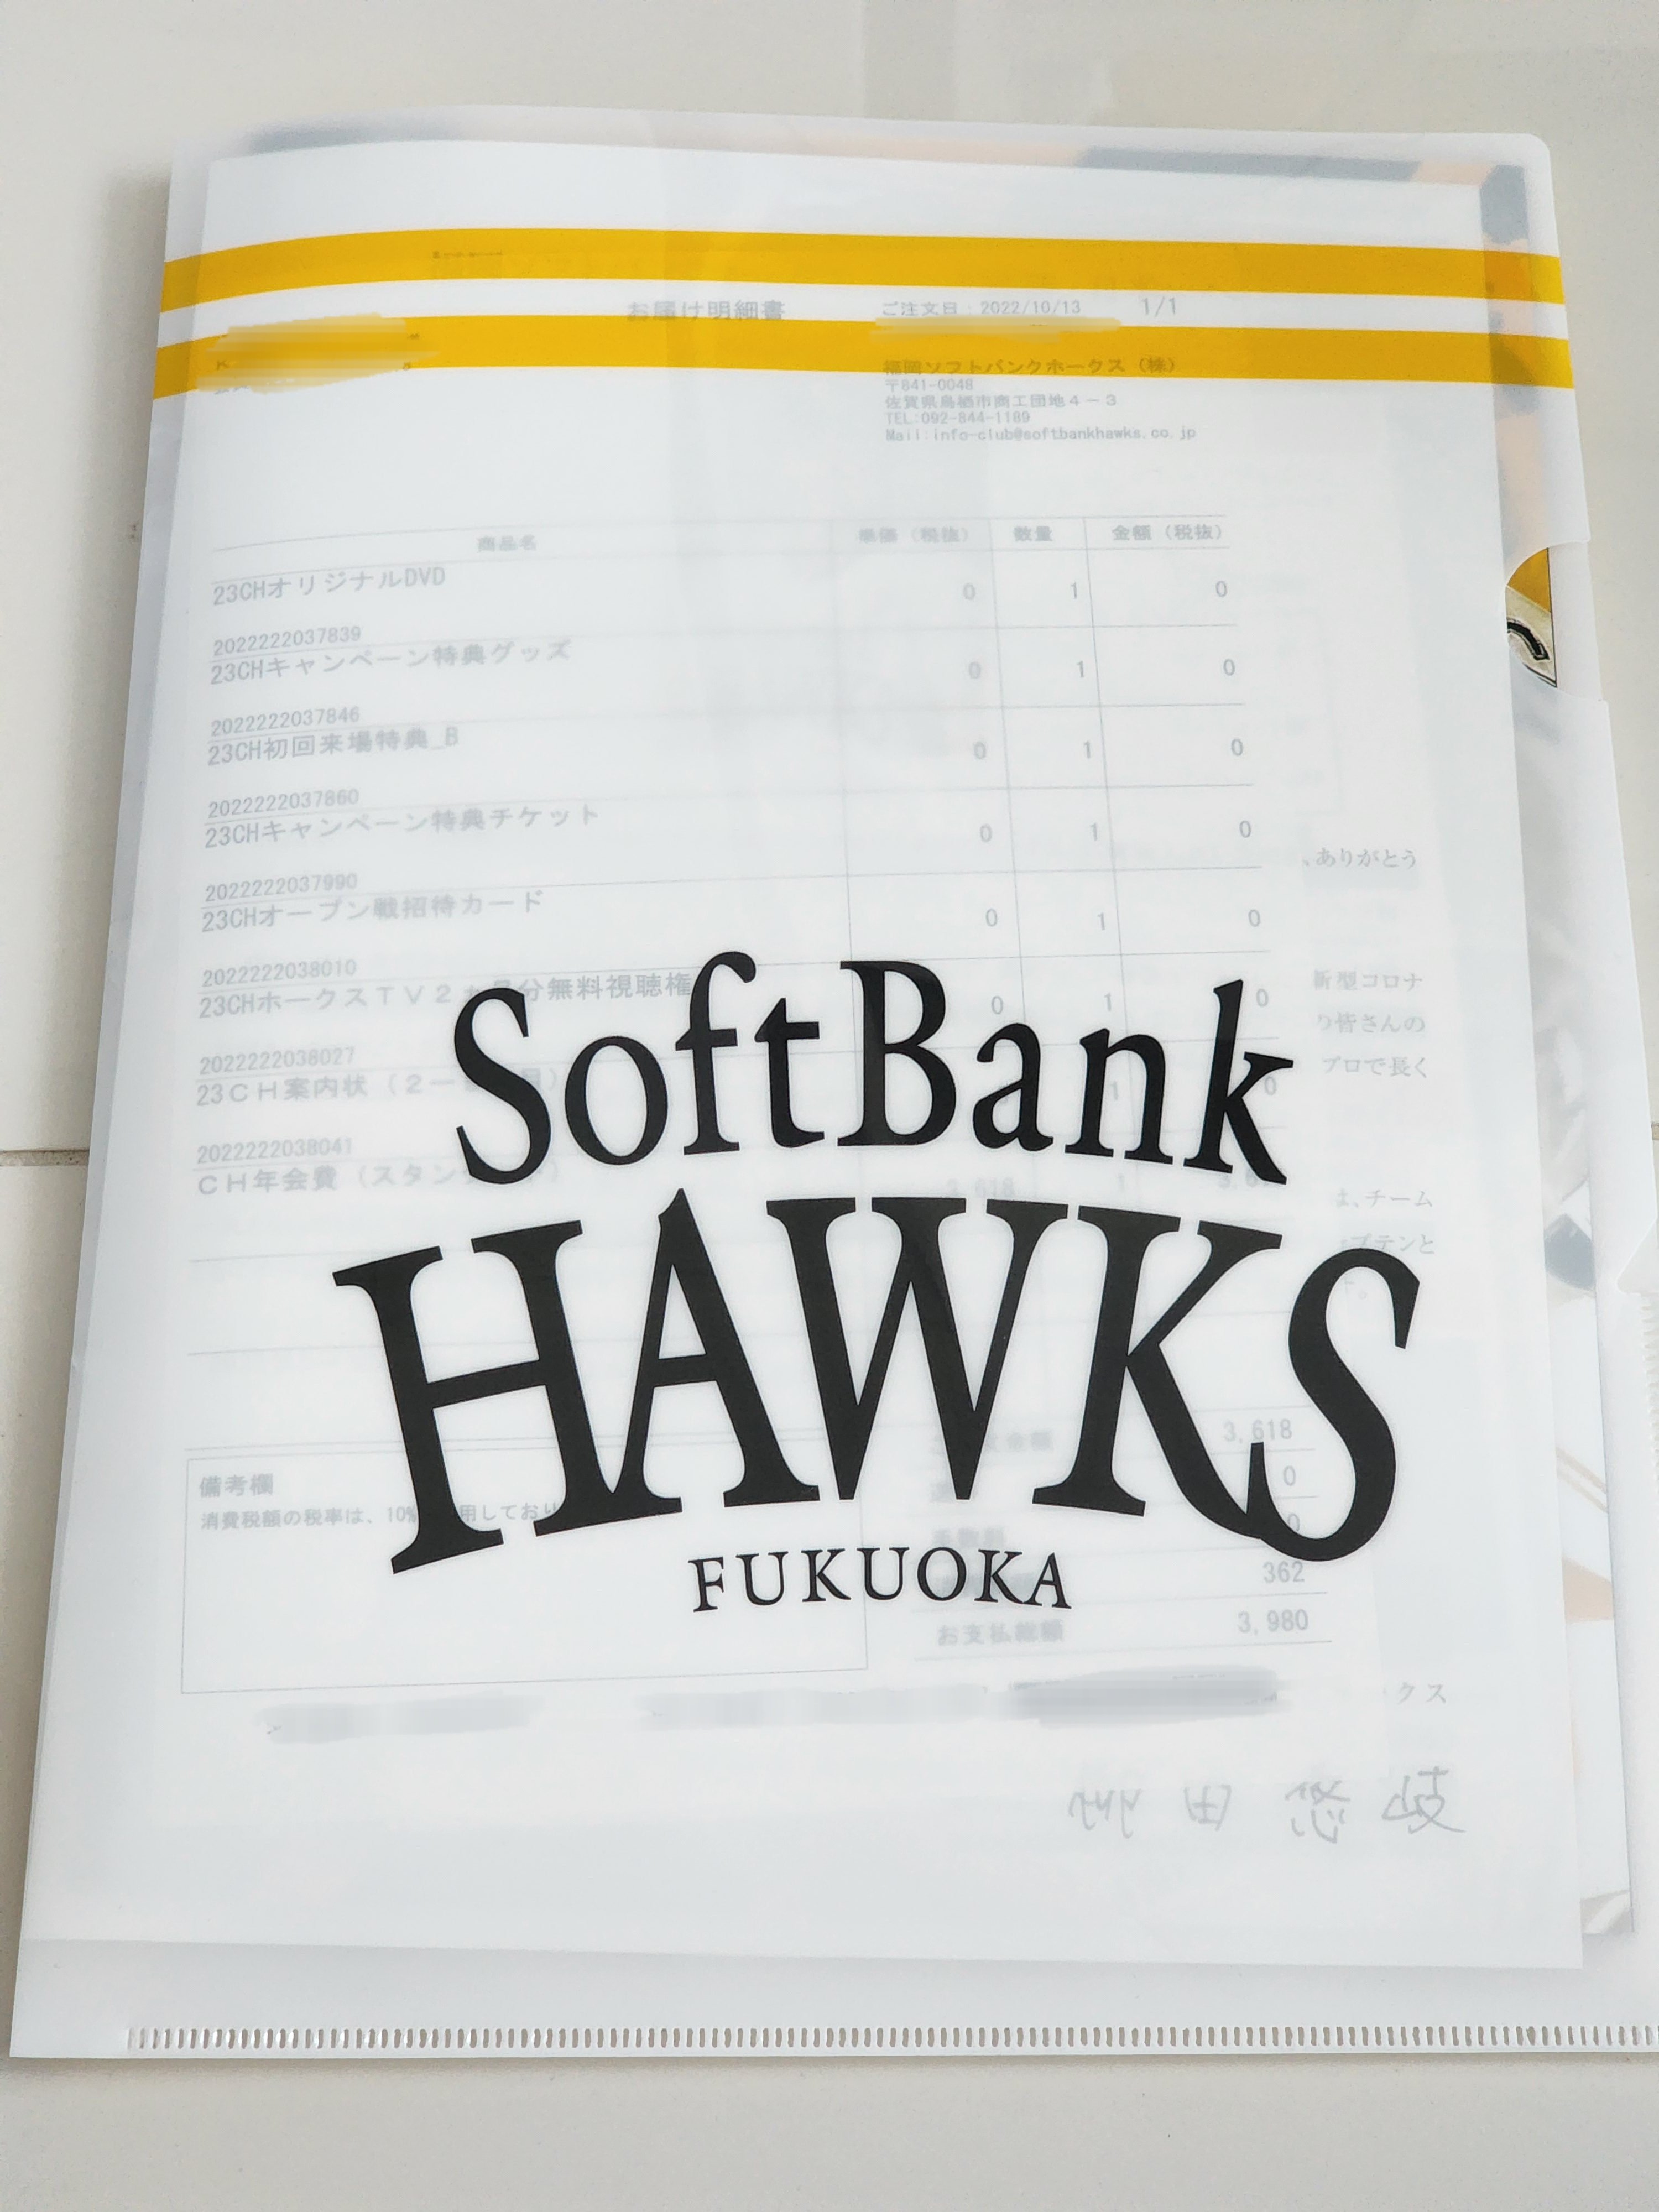 お届け明細書
ご注文日：2022/10/13 1/1
福岡ソフトバンクホークス（株）
〒841-0048
佐賀県鳥栖市商工団地４－３
TEL:092-844-1189
Mail:info-club@softbankhawks.co.jp
商品名 単価（税抜） 数量 金額（税抜）
23CHオリジナルDVD 0 1 0
2022222037839
23CHキャンペーン特典グッズ 0 1 0
2022222037846
23CH初回来場特典_B 0 1 0
2022222037860
23CHキャンペーン特典チケット 0 1 0
、ありがとう
2022222037990
23CHオープン戦招待カード 0 1 0
2022222038010
23CHホークスＴＶ２ 分無料視聴権 0 1 0
新型コロナ
り皆さんの
プロで長く
2022222038027
23ＣＨ案内状（２ー 1 0
2022222038041
ＣＨ年会費（スタン 3,618 1
は、チーム
プテンと
た。
SoftBank
HAWKS
FUKUOKA
3,618
0
0
362
お支払総額 3,980
備考欄
消費税額の税率は、10% 用しており
クス